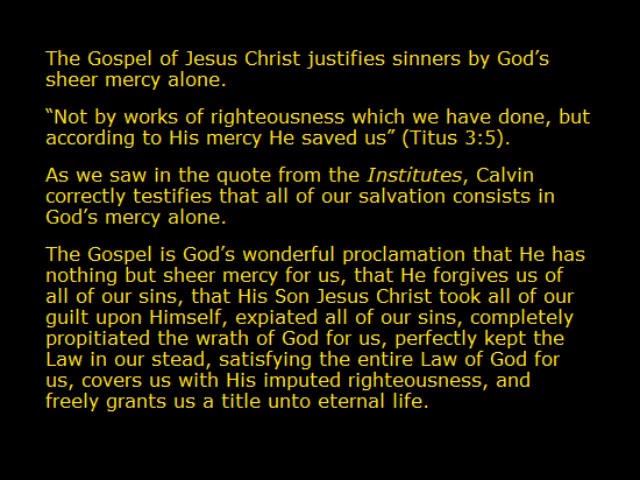 The Gospel of Jesus Christ justifies sinners by God’s
sheer mercy alone.
“Not by works of righteousness which we have done, but
according to His mercy He saved us” (Titus 3:5).
As we saw in the quote from the Institutes, Calvin
correctly testifies that all of our salvation consists in
God’s mercy alone.
The Gospel is God’s wonderful proclamation that He has
nothing but sheer mercy for us, that He forgives us of
all of our sins, that His Son Jesus Christ took all of our
guilt upon Himself, expiated all of our sins, completely
propitiated the wrath of God for us, perfectly kept the
Law in our stead, satisfying the entire Law of God for
us, covers us with His imputed righteousness, and
freely grants us a title unto eternal life.